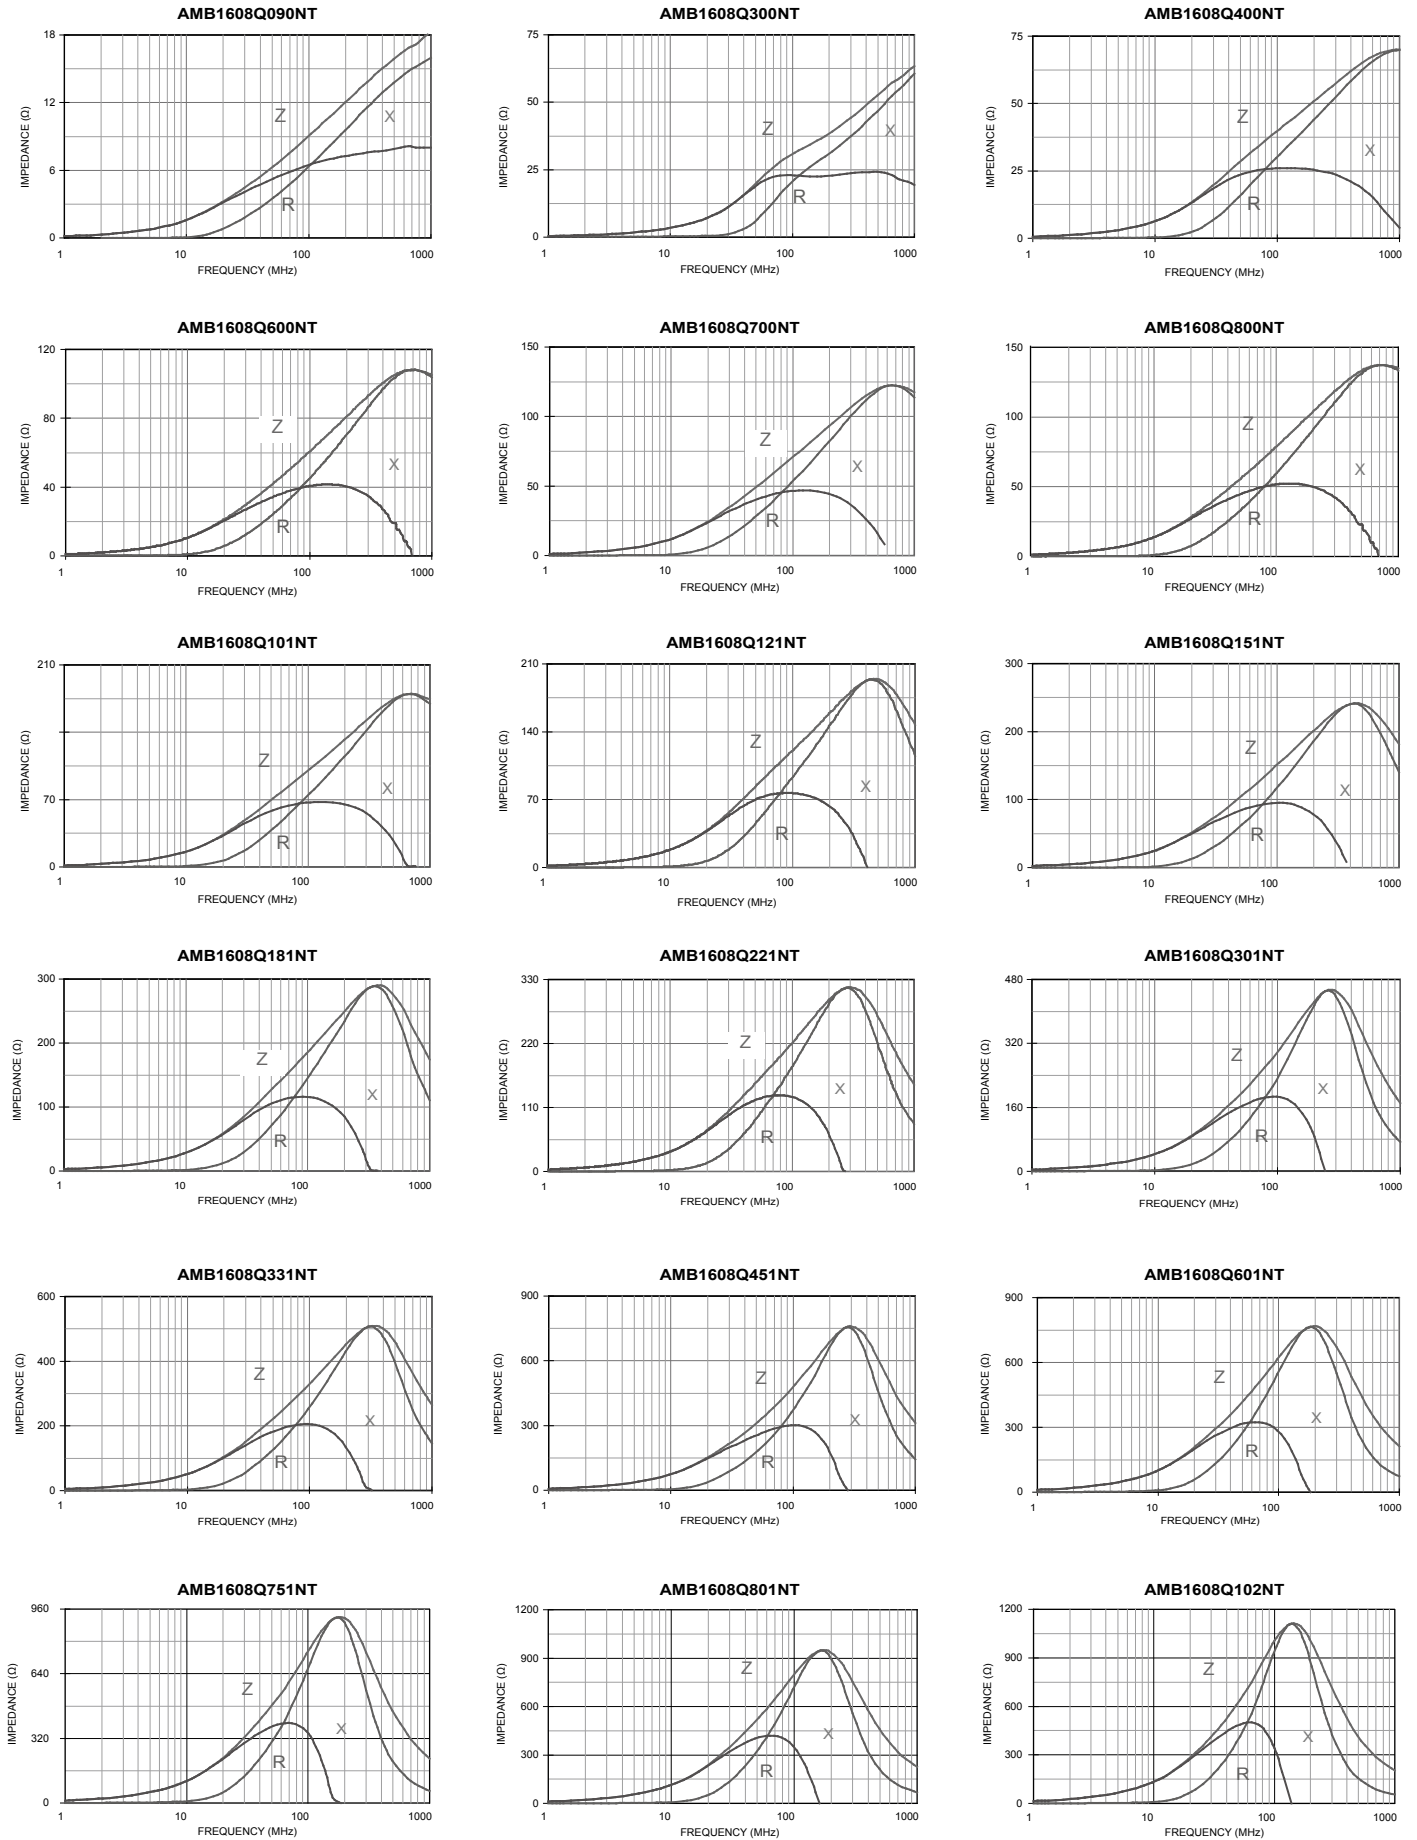 AMB1608Q090NT
IMPEDANCE (Ω)
18
12
6
0
Z
X
R
1 10 100 1000
FREQUENCY (MHz)
AMB1608Q300NT
IMPEDANCE (Ω)
75
50
25
0
Z
X
R
1 10 100 1000
FREQUENCY (MHz)
AMB1608Q400NT
IMPEDANCE (Ω)
75
50
25
0
Z
X
R
1 10 100 1000
FREQUENCY (MHz)
AMB1608Q600NT
IMPEDANCE (Ω)
120
80
40
0
Z
X
R
1 10 100 1000
FREQUENCY (MHz)
AMB1608Q700NT
IMPEDANCE (Ω)
150
100
50
0
Z
X
R
1 10 100 1000
FREQUENCY (MHz)
AMB1608Q800NT
IMPEDANCE (Ω)
150
100
50
0
Z
X
R
1 10 100 1000
FREQUENCY (MHz)
AMB1608Q101NT
IMPEDANCE (Ω)
210
70
0
Z
X
R
1 10 100 1000
FREQUENCY (MHz)
AMB1608Q121NT
IMPEDANCE (Ω)
210
140
70
0
Z
X
R
1 10 100 1000
FREQUENCY (MHz)
AMB1608Q151NT
IMPEDANCE (Ω)
300
200
100
0
Z
X
R
1 10 100 1000
FREQUENCY (MHz)
AMB1608Q181NT
IMPEDANCE (Ω)
300
200
100
0
Z
X
R
1 10 100 1000
FREQUENCY (MHz)
AMB1608Q221NT
IMPEDANCE (Ω)
330
220
110
0
Z
X
R
1 10 100 1000
FREQUENCY (MHz)
AMB1608Q301NT
IMPEDANCE (Ω)
480
320
160
0
Z
X
R
1 10 100 1000
FREQUENCY (MHz)
AMB1608Q331NT
IMPEDANCE (Ω)
600
400
200
0
Z
X
R
1 10 100 1000
FREQUENCY (MHz)
AMB1608Q451NT
IMPEDANCE (Ω)
900
600
300
0
Z
X
R
1 10 100 1000
FREQUENCY (MHz)
AMB1608Q601NT
IMPEDANCE (Ω)
900
600
300
0
Z
X
R
1 10 100 1000
FREQUENCY (MHz)
AMB1608Q751NT
IMPEDANCE (Ω)
960
640
320
0
Z
X
R
1 10 100 1000
FREQUENCY (MHz)
AMB1608Q801NT
IMPEDANCE (Ω)
1200
900
600
300
0
Z
X
R
1 10 100 1000
FREQUENCY (MHz)
AMB1608Q102NT
IMPEDANCE (Ω)
1200
900
600
300
0
Z
X
R
1 10 100 1000
FREQUENCY (MHz)